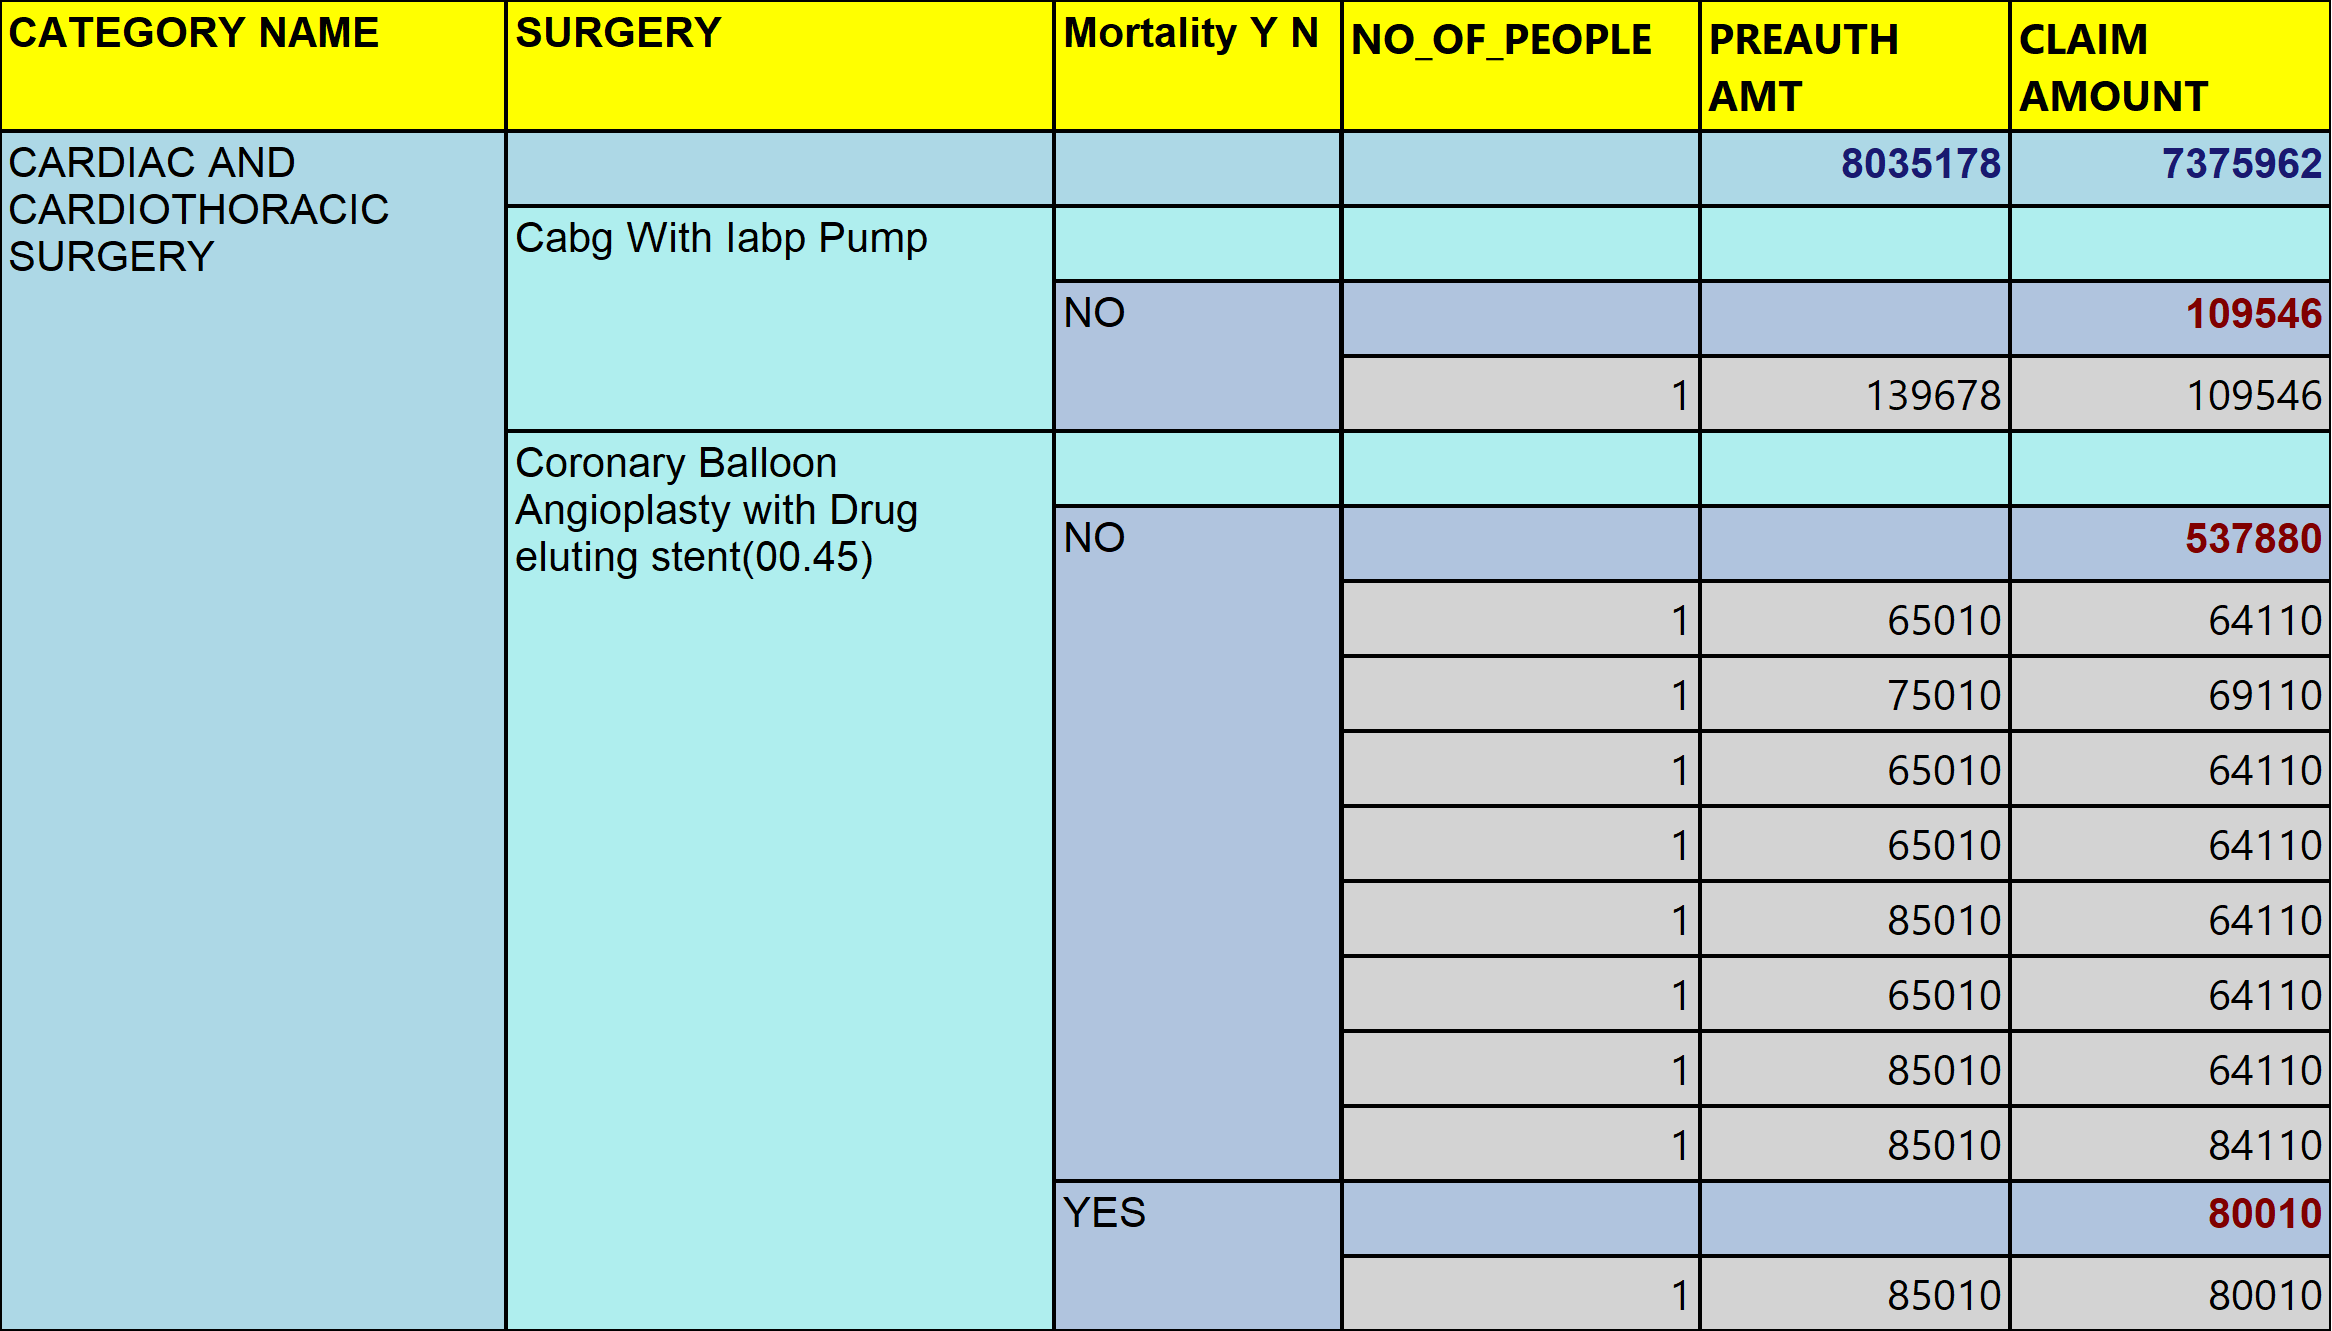 CATEGORY NAME SURGERY Mortality Y N NO_OF_PEOPLE PREAUTH AMT CLAIM AMOUNT
CARDIAC AND CARDIOTHORACIC SURGERY 8035178 7375962
Cabg With Iabp Pump
NO 109546
1 139678 109546
Coronary Balloon Angioplasty with Drug eluting stent(00.45)
NO 537880
1 65010 64110
1 75010 69110
1 65010 64110
1 65010 64110
1 85010 64110
1 65010 64110
1 85010 64110
1 85010 84110
YES 80010
1 85010 80010